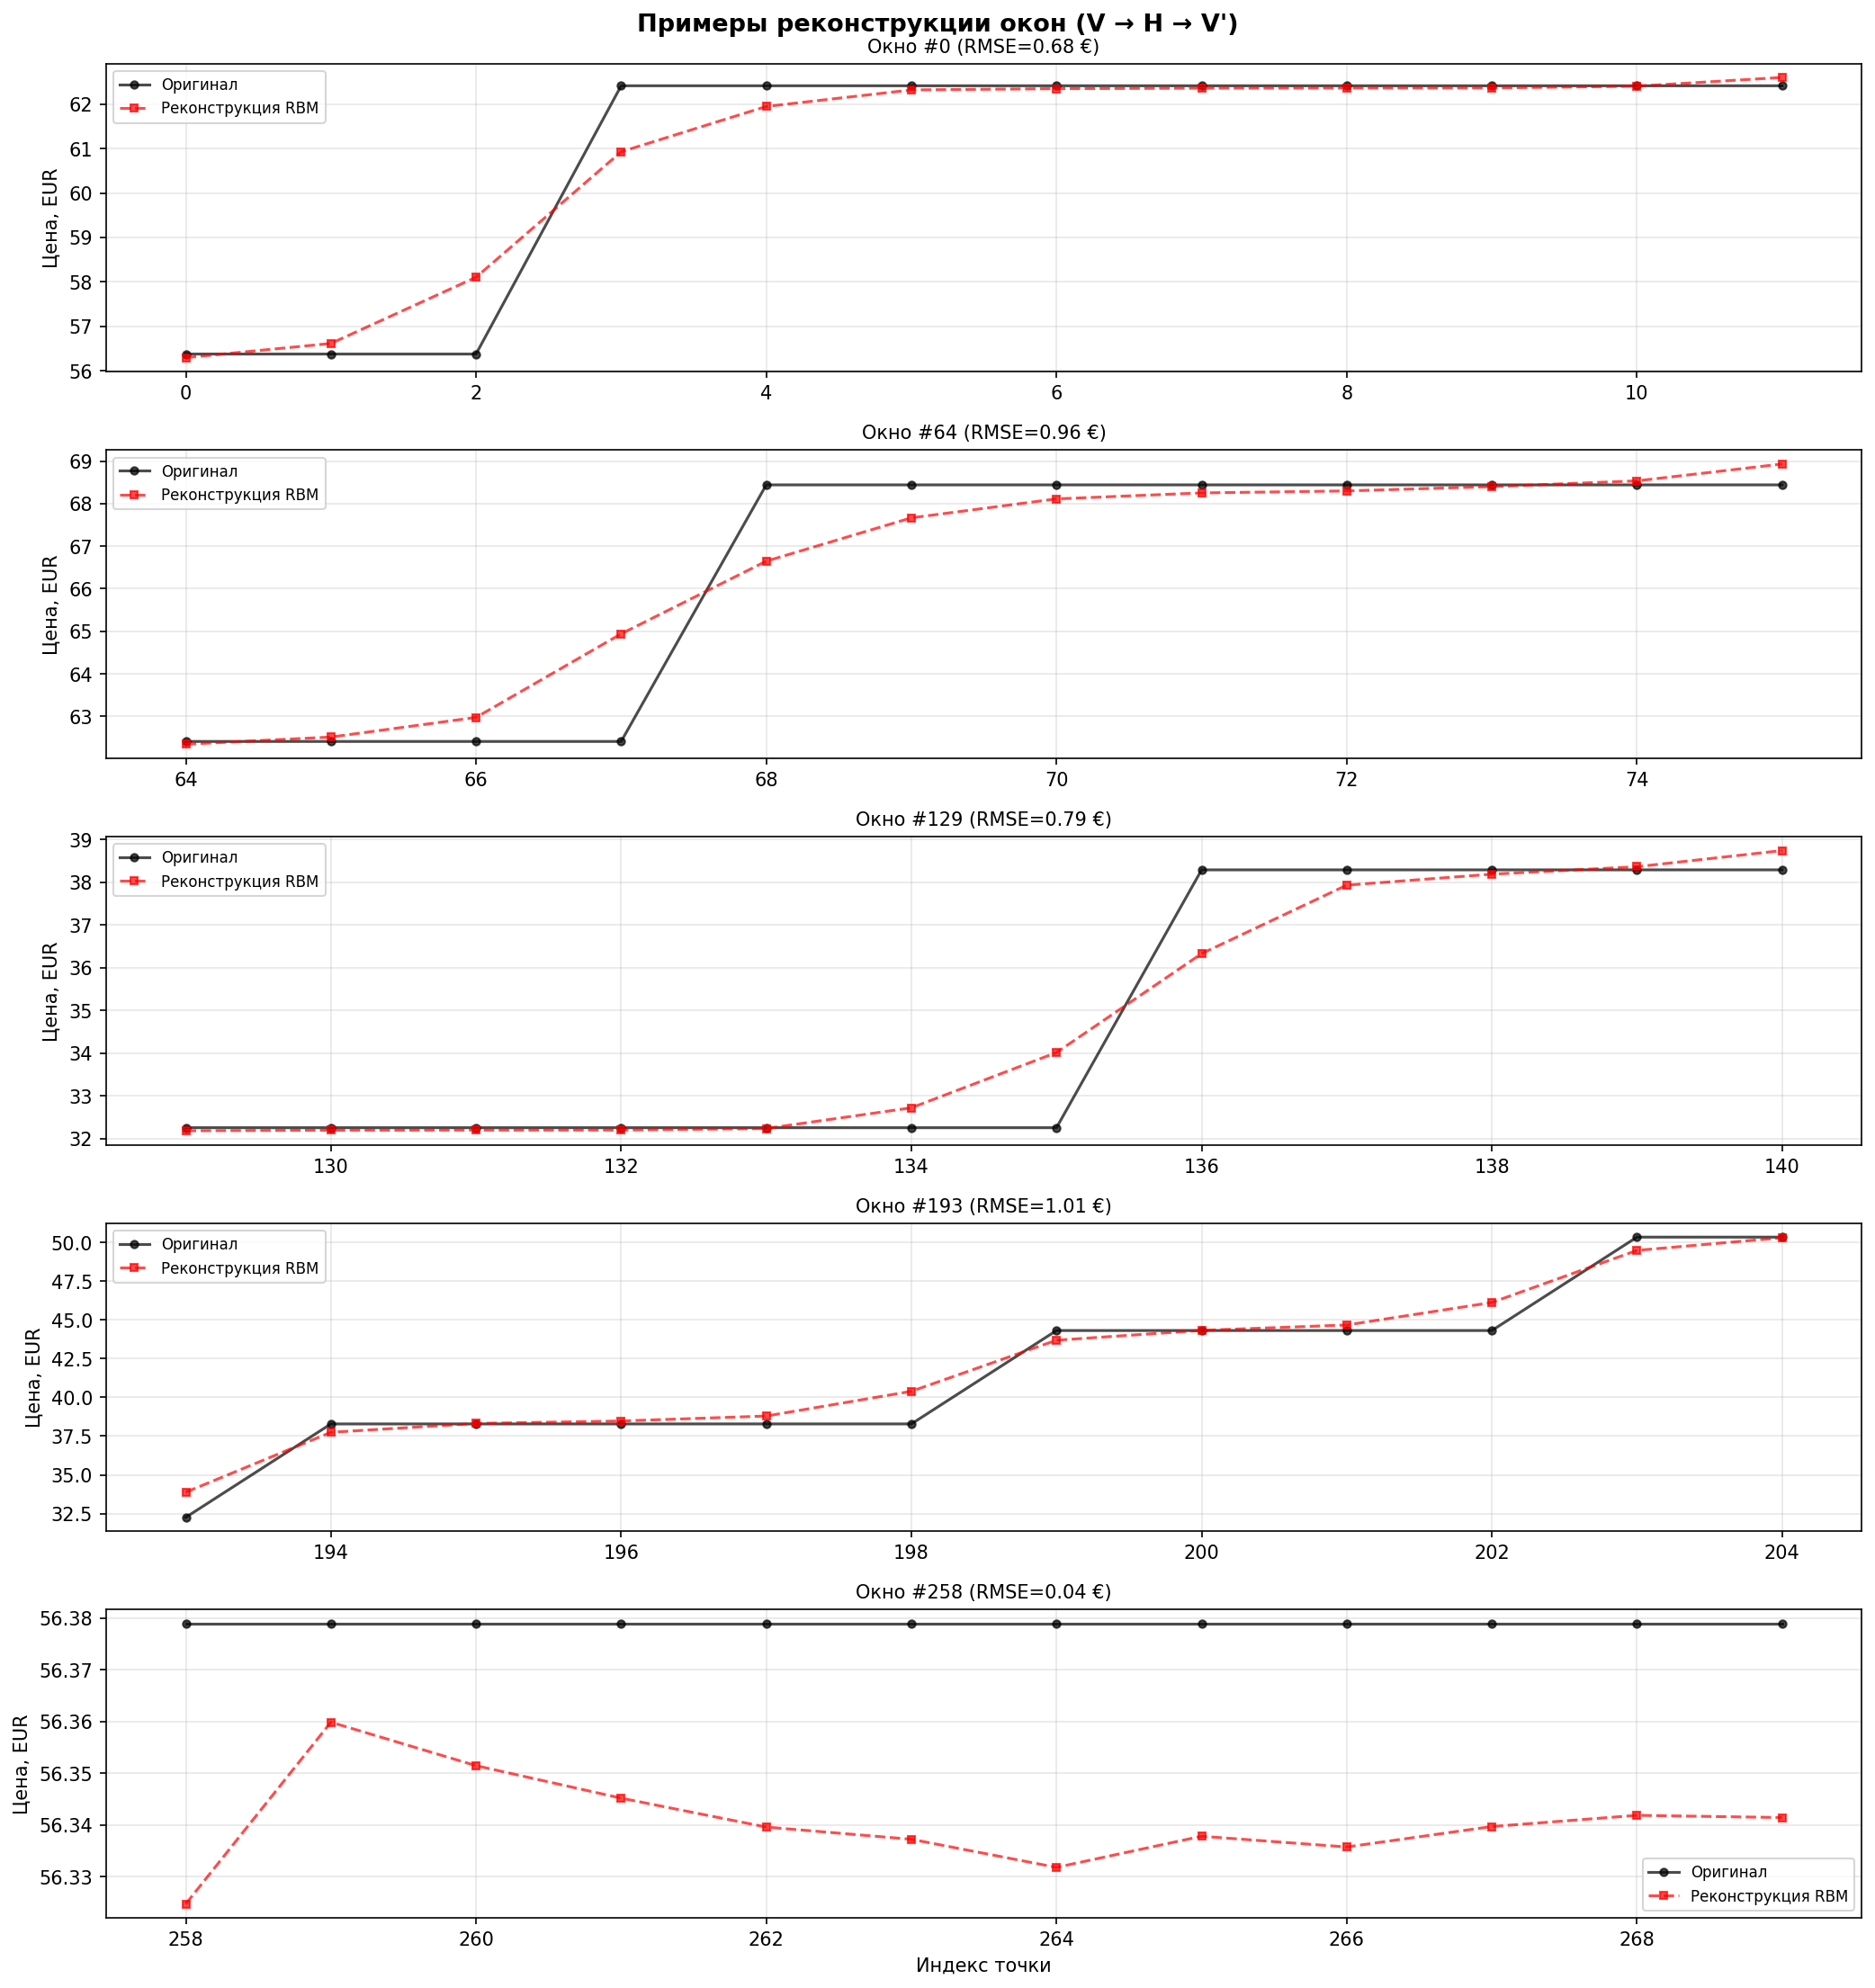 Примеры реконструкции окон (V → H → V')
Окно #0 (RMSE=0.68 €)
Оригинал
Реконструкция RBM
Цена, EUR
62
61
60
59
58
57
56
0 2 4 6 8 10
Окно #64 (RMSE=0.96 €)
Оригинал
Реконструкция RBM
Цена, EUR
69
68
67
66
65
64
63
64 66 68 70 72 74
Окно #129 (RMSE=0.79 €)
Оригинал
Реконструкция RBM
Цена, EUR
39
38
37
36
35
34
33
32
130 132 134 136 138 140
Окно #193 (RMSE=1.01 €)
Оригинал
Реконструкция RBM
Цена, EUR
50.0
47.5
45.0
42.5
40.0
37.5
35.0
32.5
194 196 198 200 202 204
Окно #258 (RMSE=0.04 €)
Цена, EUR
56.38
56.37
56.36
56.35
56.34
56.33
Оригинал
Реконструкция RBM
258 260 262 264 266 268
Индекс точки